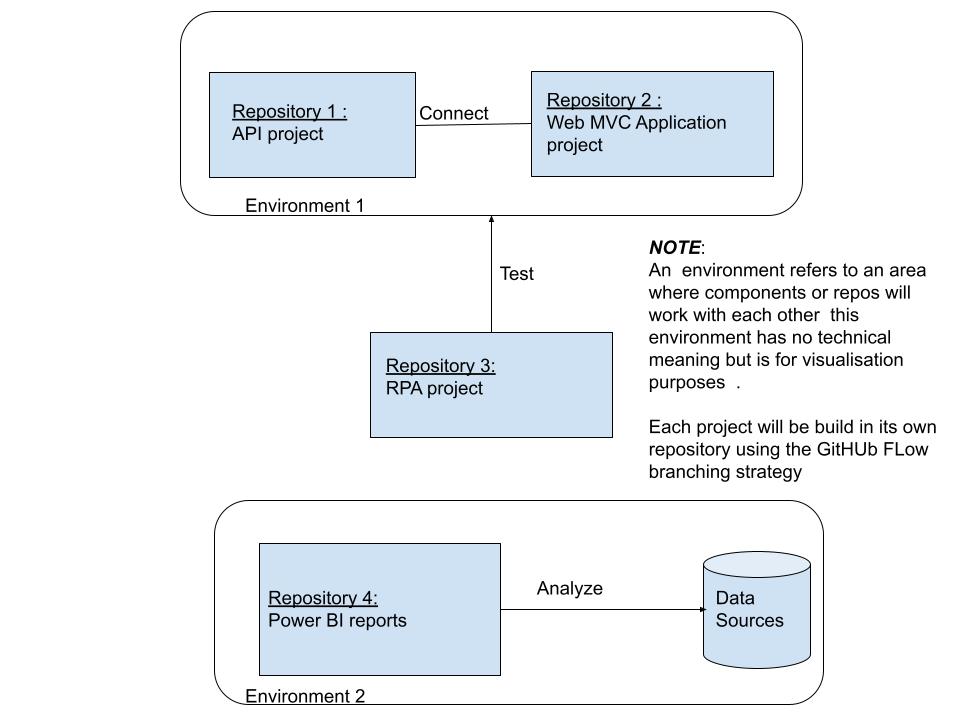 Repository 1 :
API project
Connect
Repository 2 :
Web MVC Application
project
Environment 1
Test
NOTE:
An  environment refers to an area
where components or repos will
work with each other  this
environment has no technical
meaning but is for visualisation
purposes  .
Each project will be build in its own
repository using the GitHUb FLow
branching strategy
Repository 3:
RPA project
Repository 4:
Power BI reports
Analyze
Data
Sources
Environment 2